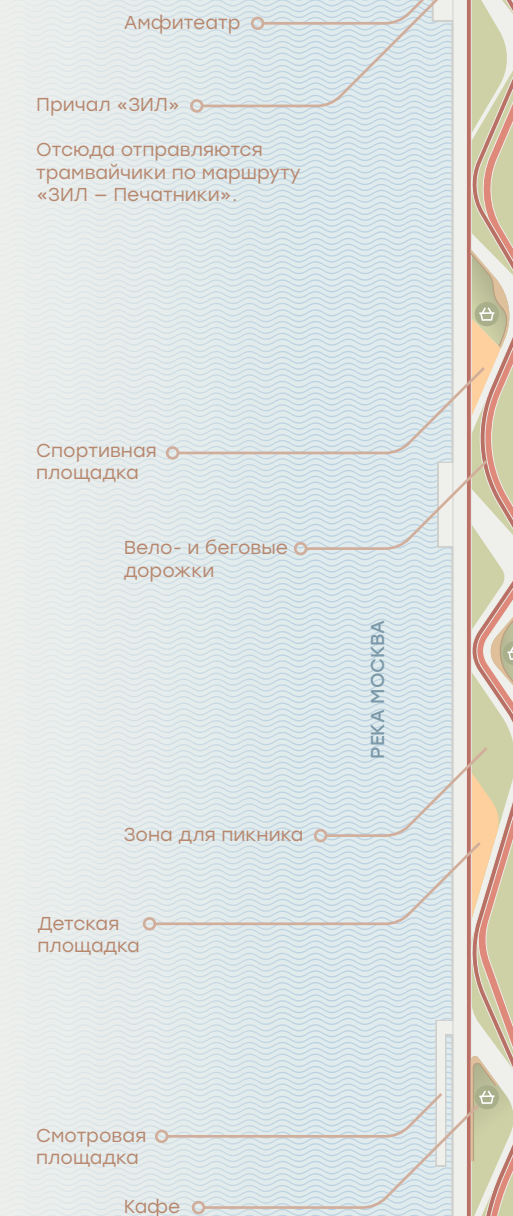 Амфитеатр
Причал «ЗИЛ»
Отсюда отправляются
трамвайчики по маршруту
«ЗИЛ – Печатники».
Спортивная
площадка
Вело- и беговые
дорожки
РЕКА МОСКВА
Зона для пикника
Детская
площадка
Смотровая
площадка
Кафе